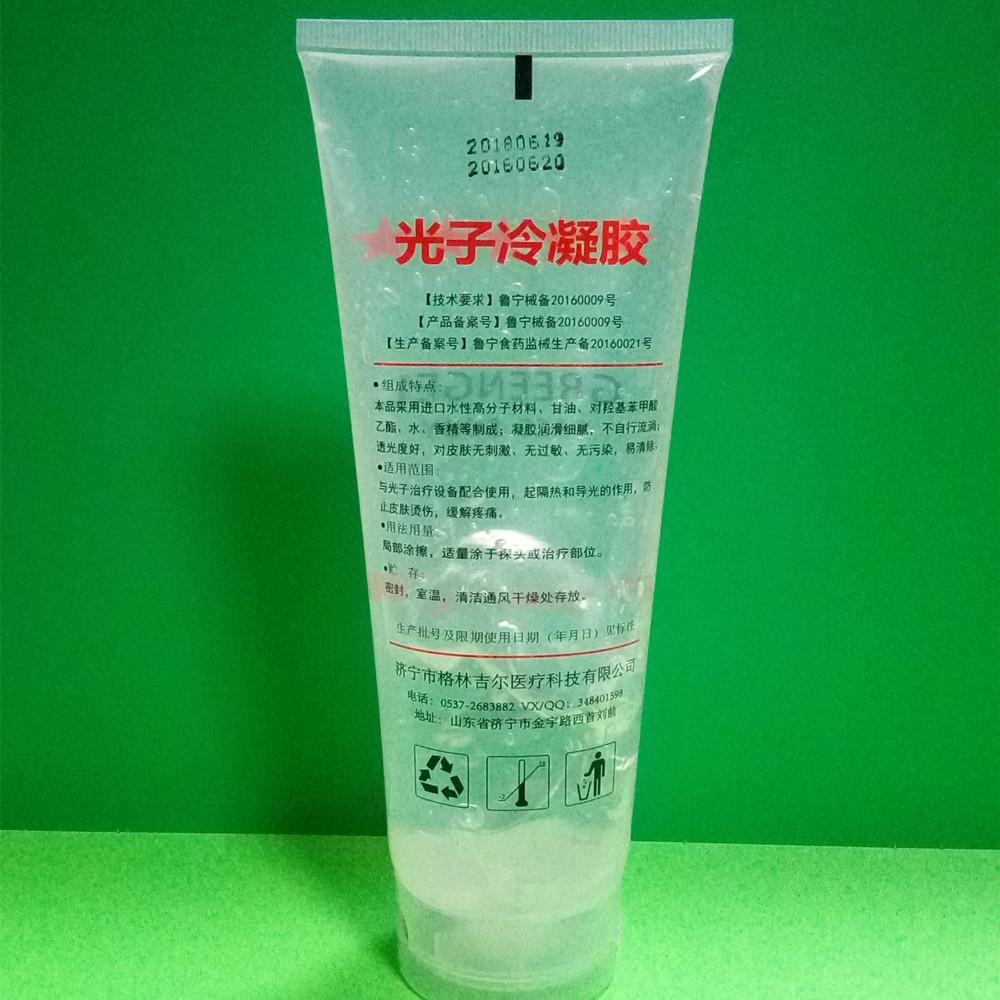 20180619
20160620
光子冷凝胶
【技术要求】鲁宁械备20160009号
【产品备案号】鲁宁械备20160009号
【生产备案号】鲁宁食药监械生产备20160021号
•组成特点：
本品采用进口水性高分子材料、甘油、对羟基苯甲酸
乙酯、水、香精等制成；凝胶润滑细腻，不自行流淌；
透光度好，对皮肤无刺激、无过敏、无污染，易清除。
•适用范围：
与光子治疗设备配合使用，起隔热和导光的作用，防
止皮肤烫伤，缓解疼痛。
•用法用量
局部涂擦，适量涂于探头或治疗部位。
•贮 存：
密封，室温，清洁通风干燥处存放。
生产批号及限期使用日期（年月日）见标注
济宁市格林吉尔医疗科技有限公司
电话：0537-2683882 VX/QQ：348401598
地址：山东省济宁市金宇路西首刘前